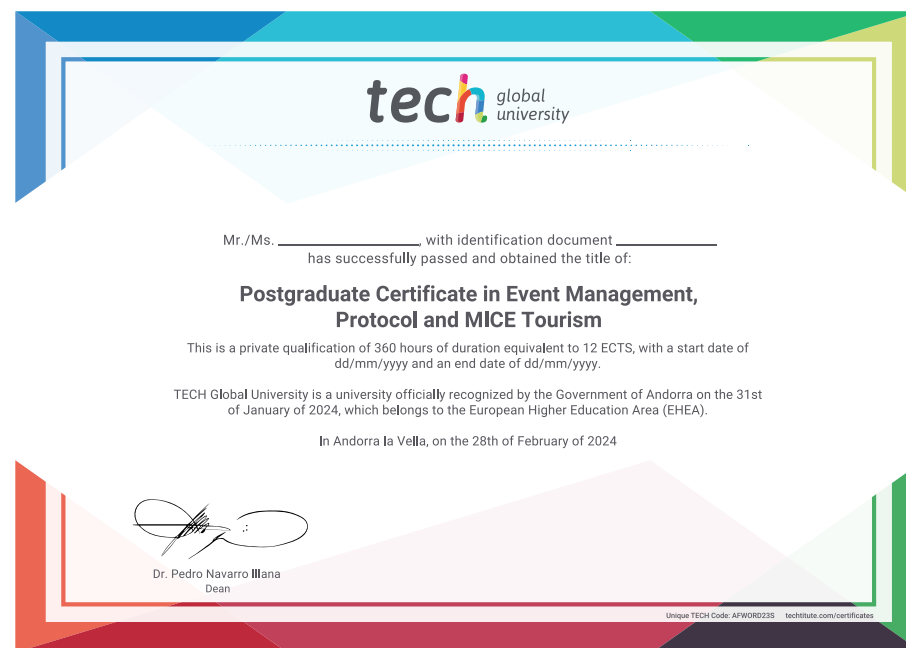 tech global
university
Mr./Ms. ____________, with identification document ____________
has successfully passed and obtained the title of:
Postgraduate Certificate in Event Management,
Protocol and MICE Tourism
This is a private qualification of 360 hours of duration equivalent to 12 ECTS, with a start date of
dd/mm/yyyy and an end date of dd/mm/yyyy.
TECH Global University is a university officially recognized by the Government of Andorra on the 31st
of January of 2024, which belongs to the European Higher Education Area (EHEA).
In Andorra la Vella, on the 28th of February of 2024
Dr. Pedro Navarro Illana
Dean
Unique TECH Code: AFWORD23S techtitute.com/certificates